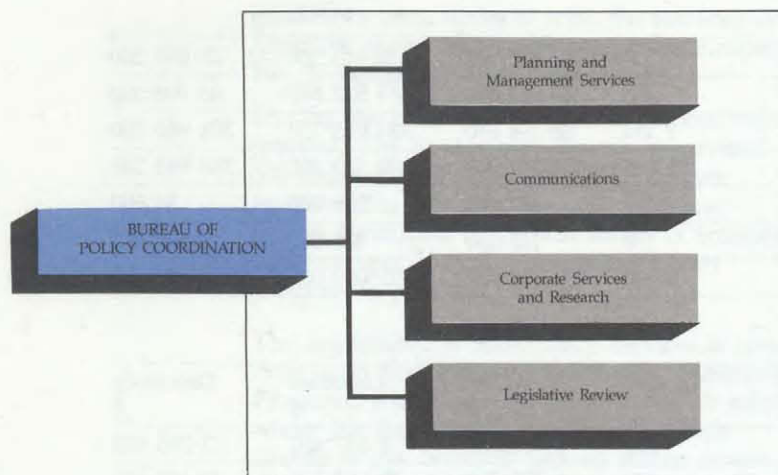 Planning and
Management Services
Communications
BUREAU OF
POLICY COORDINATION
Corporate Services
and Research
Legislative Review